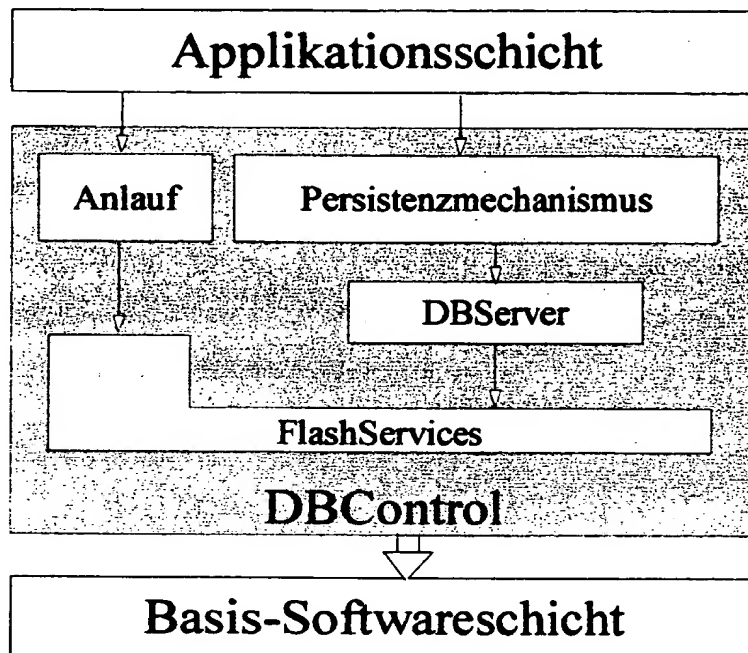 Applikationsschicht
Anlauf
Persistenzmechanismus
DBServer
FlashServices
DBControl
Basis-Softwareschicht